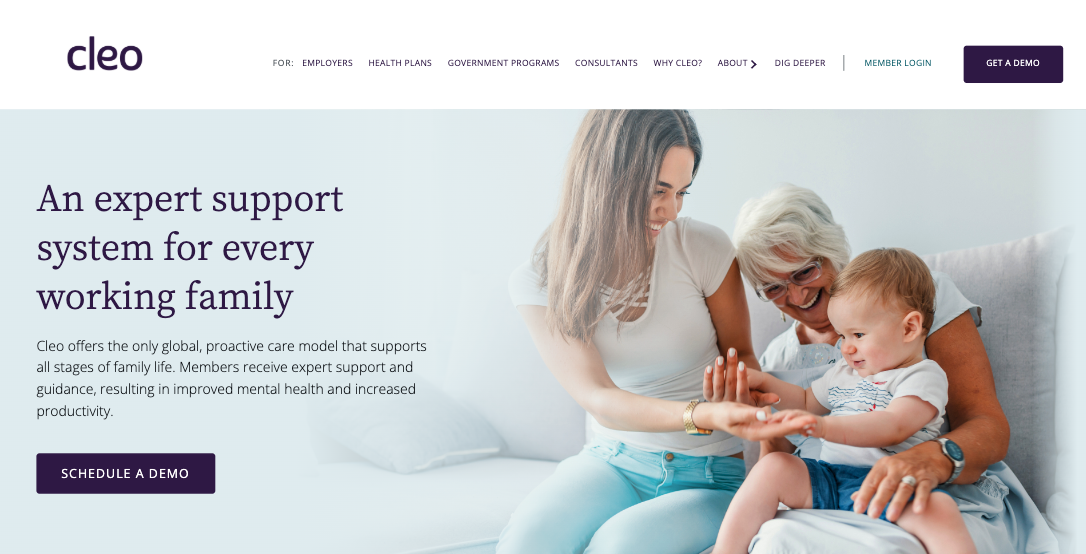 cleo
FOR: EMPLOYERS HEALTH PLANS GOVERNMENT PROGRAMS CONSULTANTS WHY CLEO? ABOUT DIG DEEPER MEMBER LOGIN GET A DEMO
An expert support
system for every
working family
Cleo offers the only global, proactive care model that supports
all stages of family life. Members receive expert support and
guidance, resulting in improved mental health and increased
productivity.
SCHEDULE A DEMO